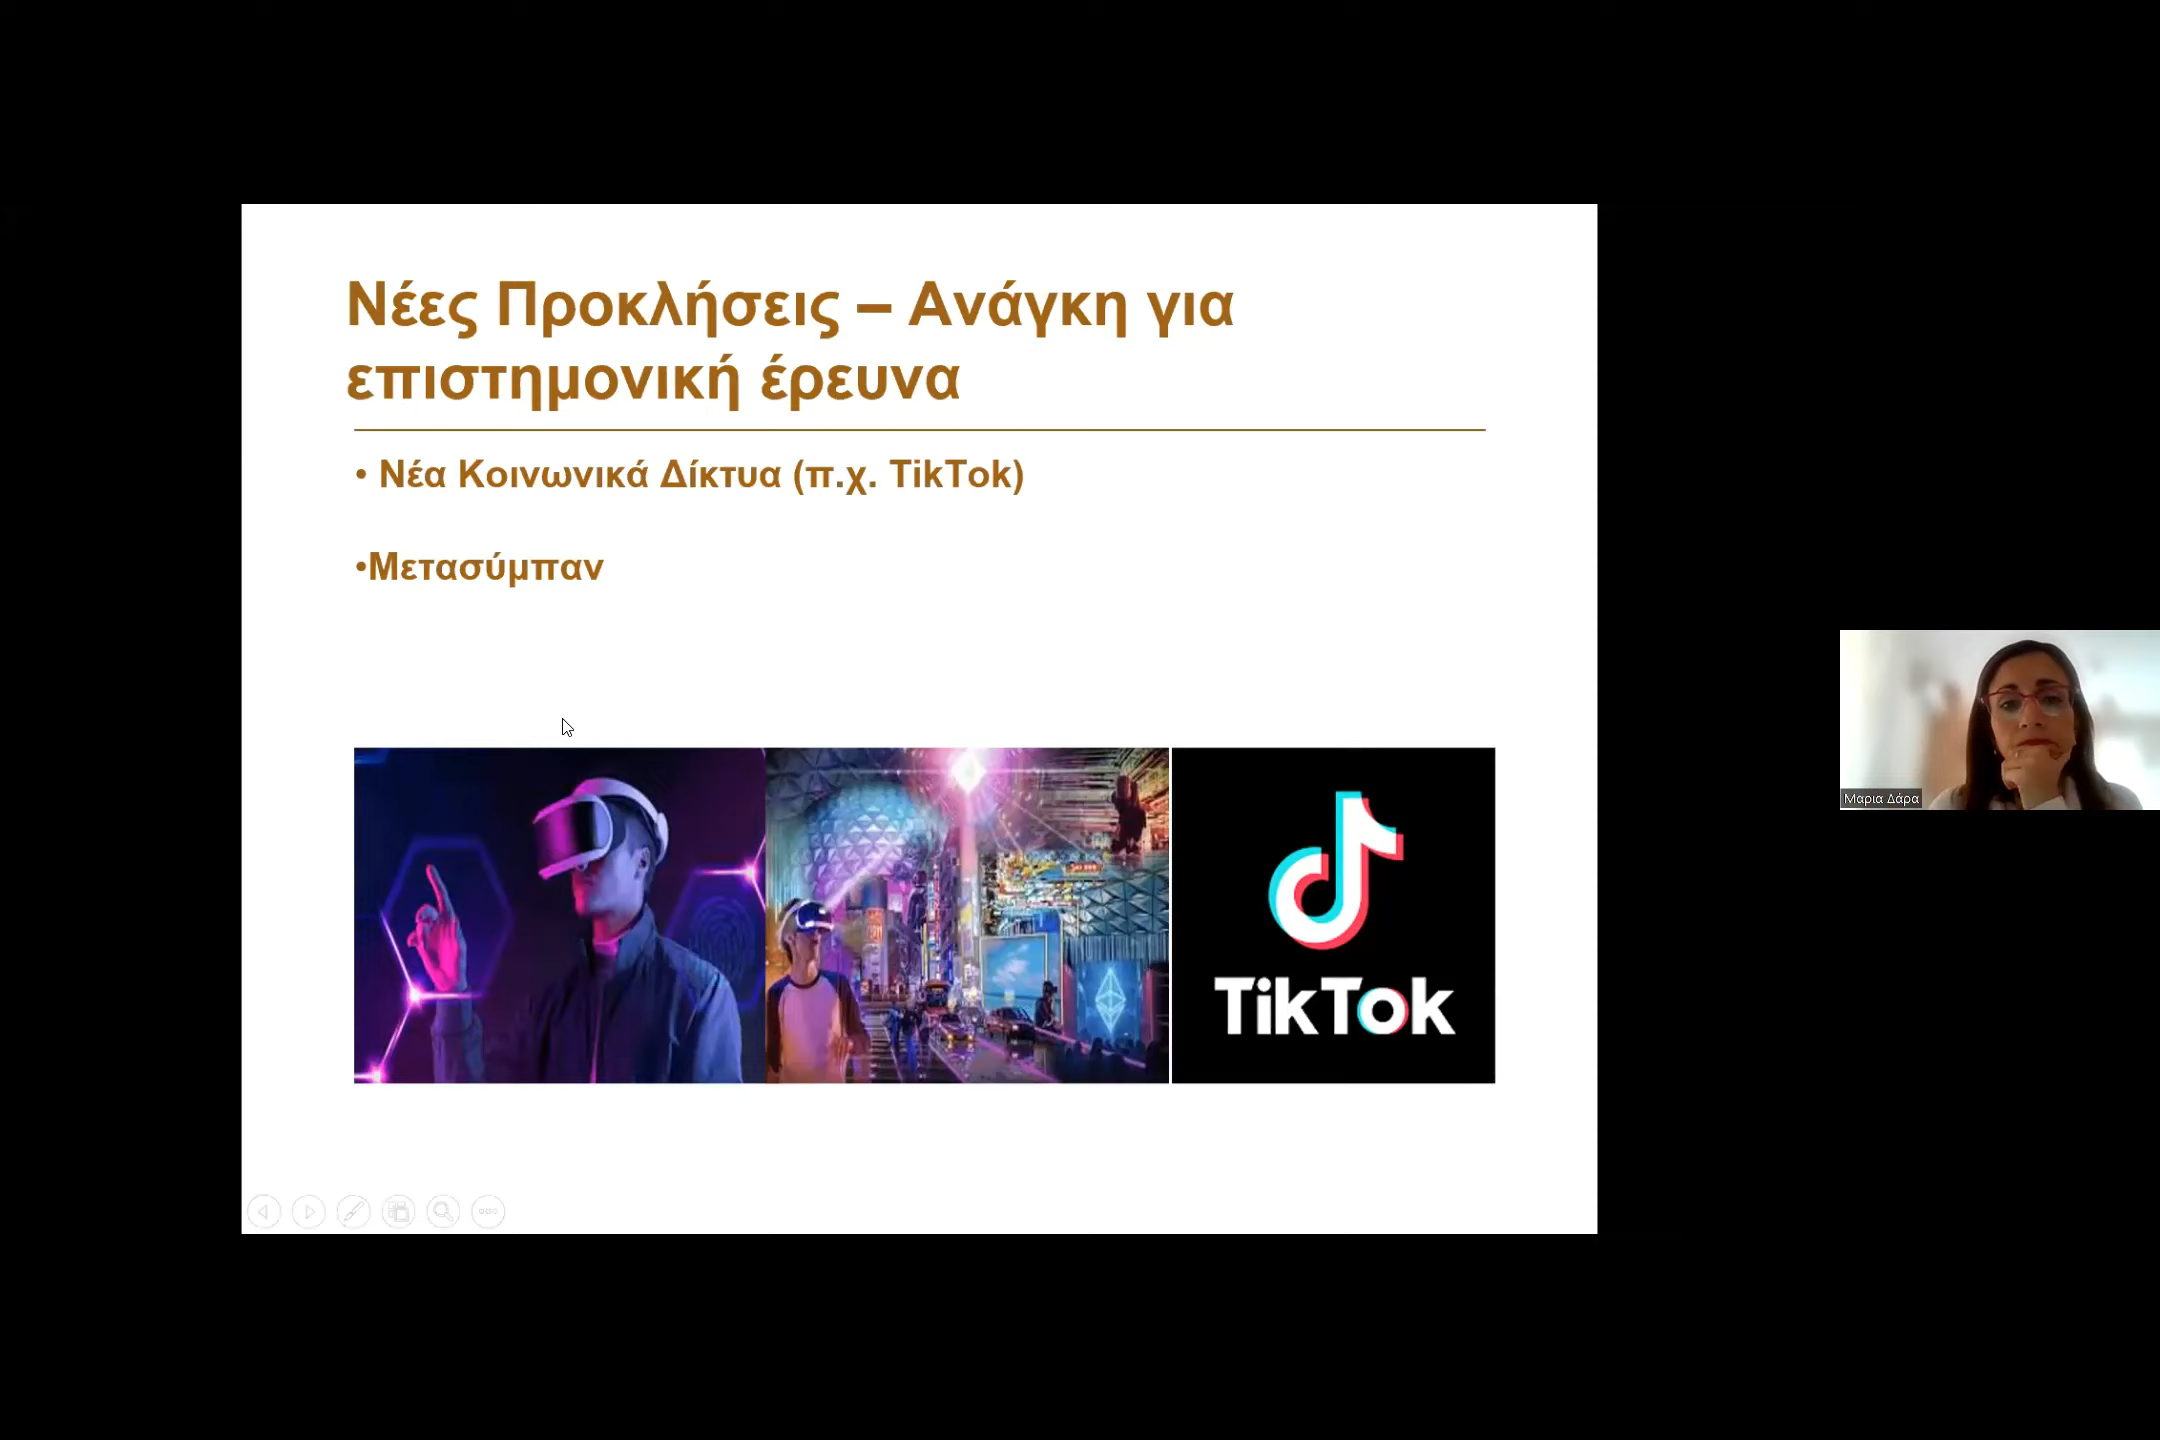 Νέες Προκλήσεις – Ανάγκη για
επιστημονική έρευνα
• Νέα Κοινωνικά Δίκτυα (π.χ. TikTok)
•Μετασύμπαν
TikTok
Μαρια Δάρα